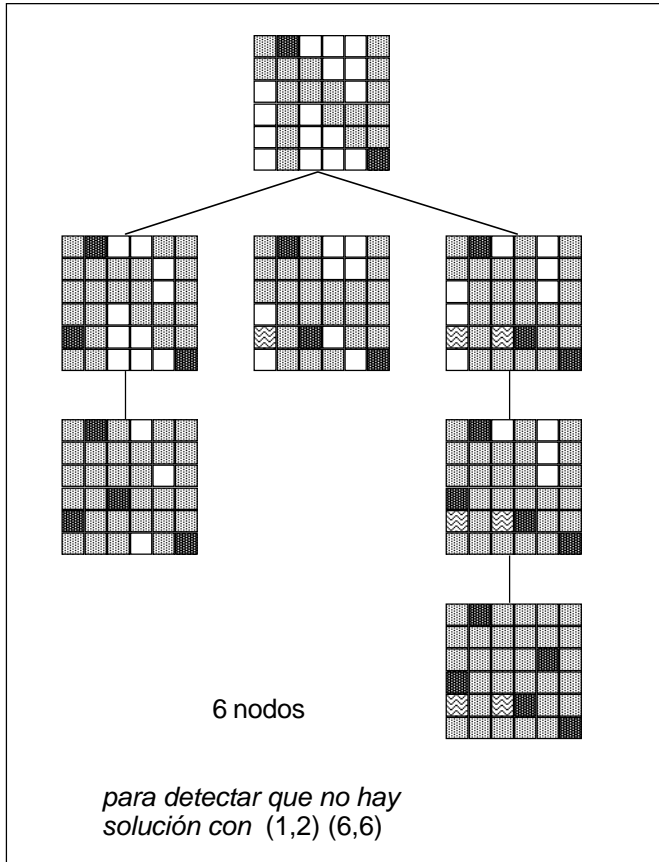 6 nodos
para detectar que no hay
solución con (1,2) (6,6)